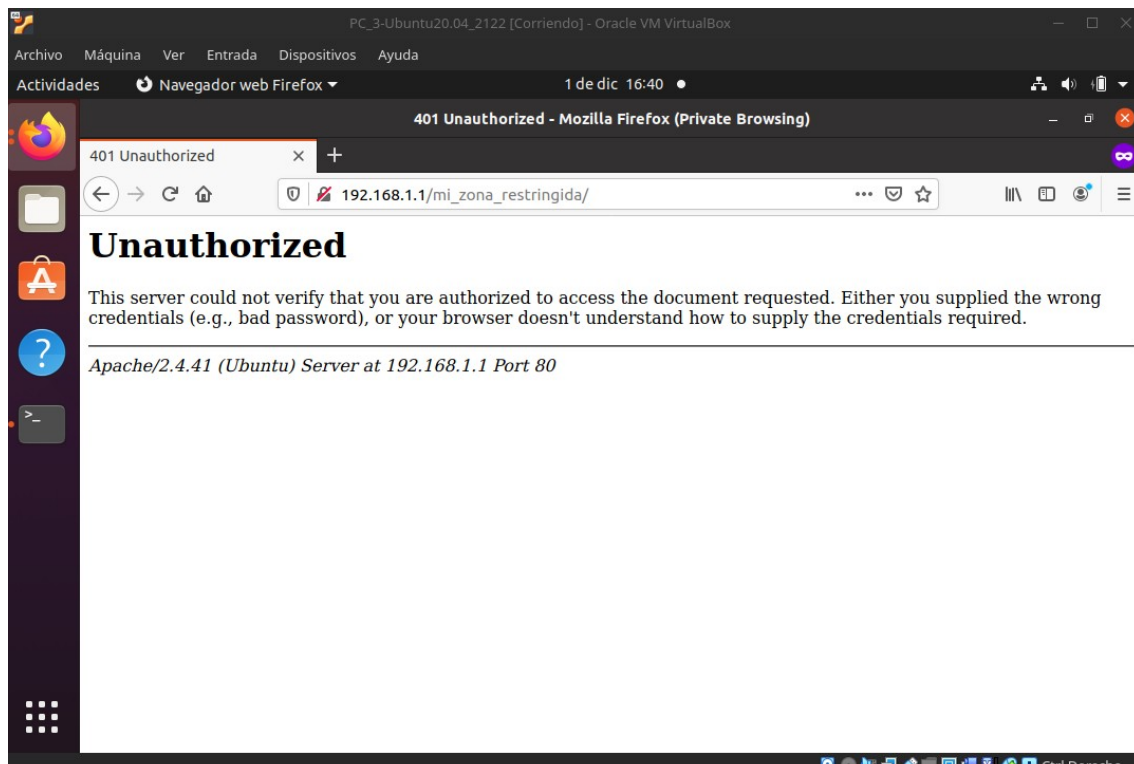 PC_3-Ubuntu20.04_2122 [Corriendo] - Oracle VM VirtualBox
Archivo Máquina Ver Entrada Dispositivos Ayuda
Actividades Navegador web Firefox 1 de dic 16:40
401 Unauthorized - Mozilla Firefox (Private Browsing)
401 Unauthorized
192.168.1.1/mi_zona_restringida/
Unauthorized
This server could not verify that you are authorized to access the document requested. Either you supplied the wrong
credentials (e.g., bad password), or your browser doesn't understand how to supply the credentials required.
Apache/2.4.41 (Ubuntu) Server at 192.168.1.1 Port 80
Ctrl Derecho